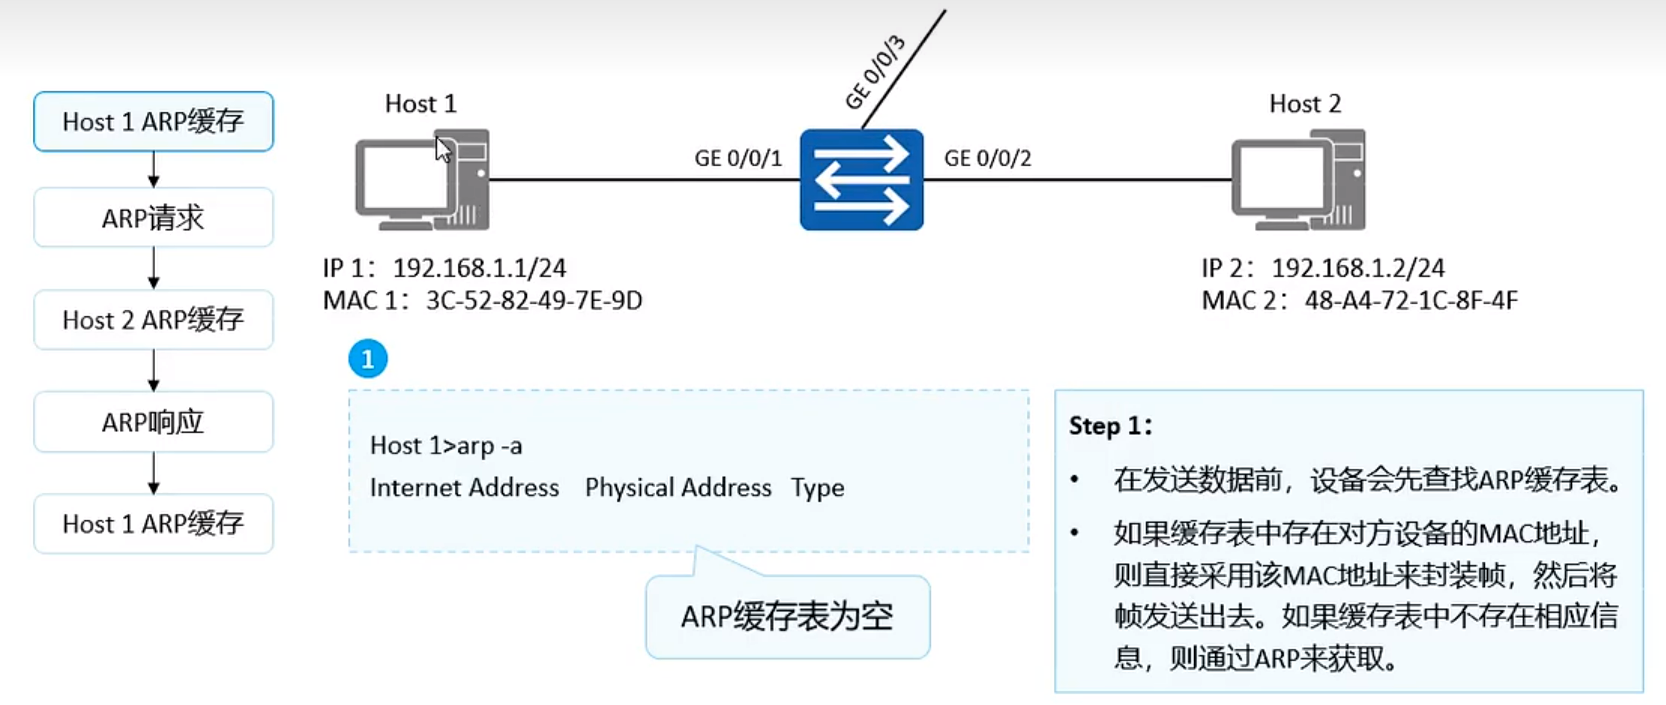 Host 1 ARP缓存
ARP请求
Host 2 ARP缓存
ARP响应
Host 1 ARP缓存
GE 0/0/3
Host 1
Host 2
GE 0/0/1
GE 0/0/2
IP 1：192.168.1.1/24
MAC 1：3C-52-82-49-7E-9D
IP 2：192.168.1.2/24
MAC 2：48-A4-72-1C-8F-4F
1
Host 1>arp -a
Internet Address Physical Address Type
ARP缓存表为空
Step 1：
• 在发送数据前，设备会先查找ARP缓存表。
• 如果缓存表中存在对方设备的MAC地址，
则直接采用该MAC地址来封装帧，然后将
帧发送出去。如果缓存表中不存在相应信
息，则通过ARP来获取。